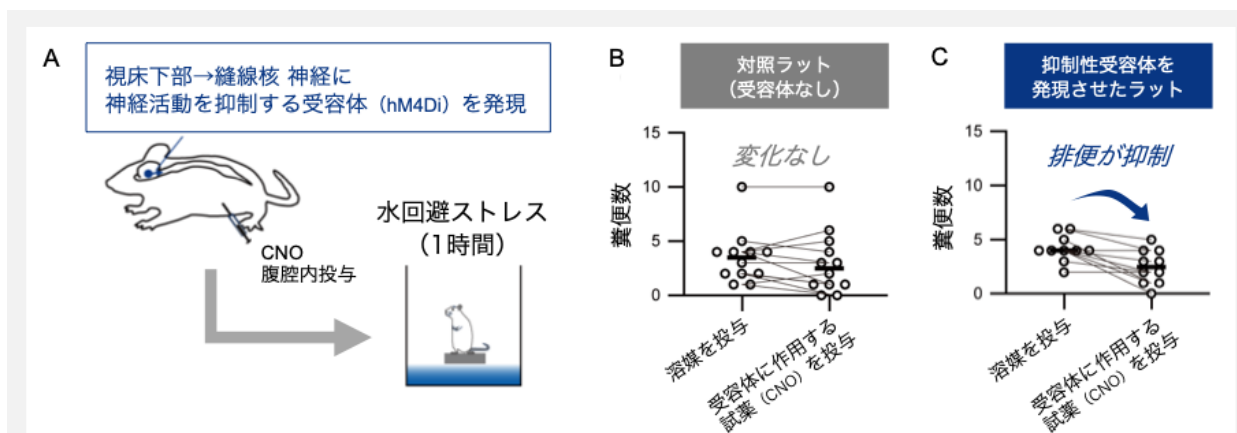 A
視床下部→縫線核 神経に
神経活動を抑制する受容体（hM4Di）を発現
CNO
腹腔内投与
水回避ストレス
（1時間）
B
対照ラット
（受容体なし）
変化なし
糞便数
15
10
5
0
溶媒を投与
受容体に作用する
試薬（CNO）を投与
C
抑制性受容体を
発現させたラット
排便が抑制
糞便数
15
10
5
0
溶媒を投与
受容体に作用する
試薬（CNO）を投与